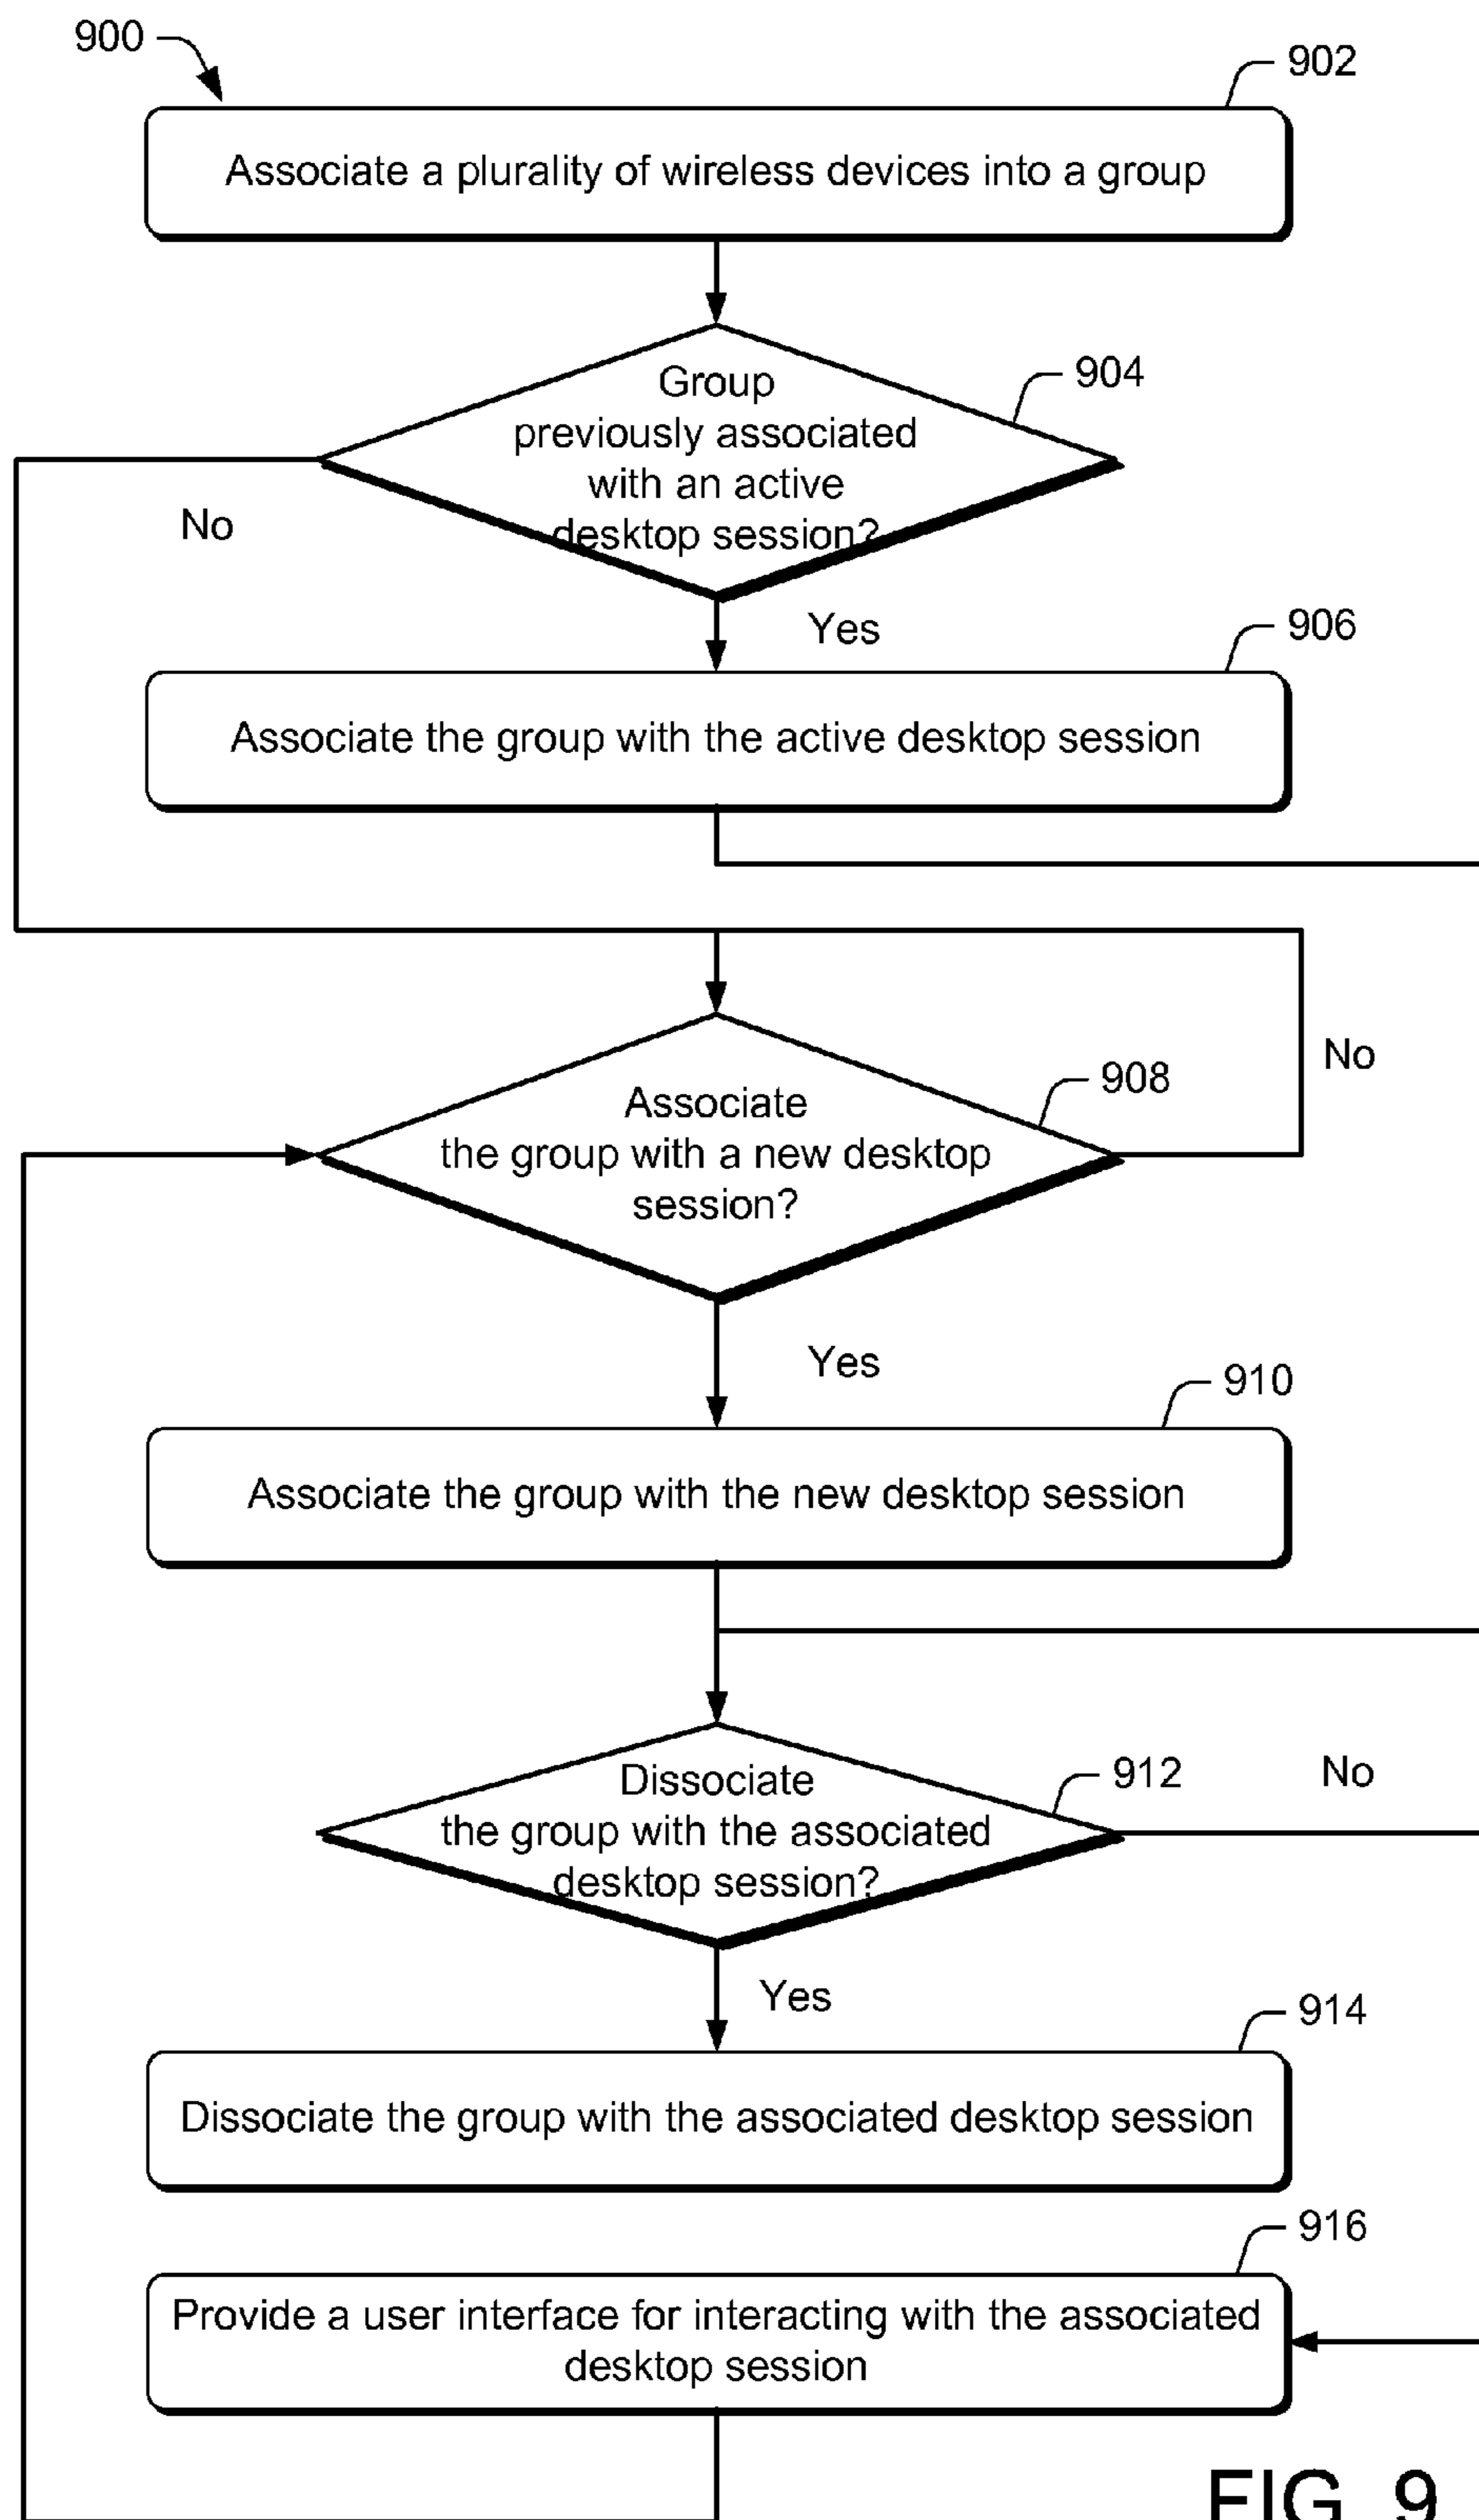 900
902
Associate a plurality of wireless devices into a group
904
Group
previously associated
with an active
desktop session?
No
Yes
906
Associate the group with the active desktop session
No
908
Associate
the group with a new desktop
session?
Yes
910
Associate the group with the new desktop session
912
No
Dissociate
the group with the associated
desktop session?
Yes
914
Dissociate the group with the associated desktop session
916
Provide a user interface for interacting with the associated
desktop session
FIG. 9